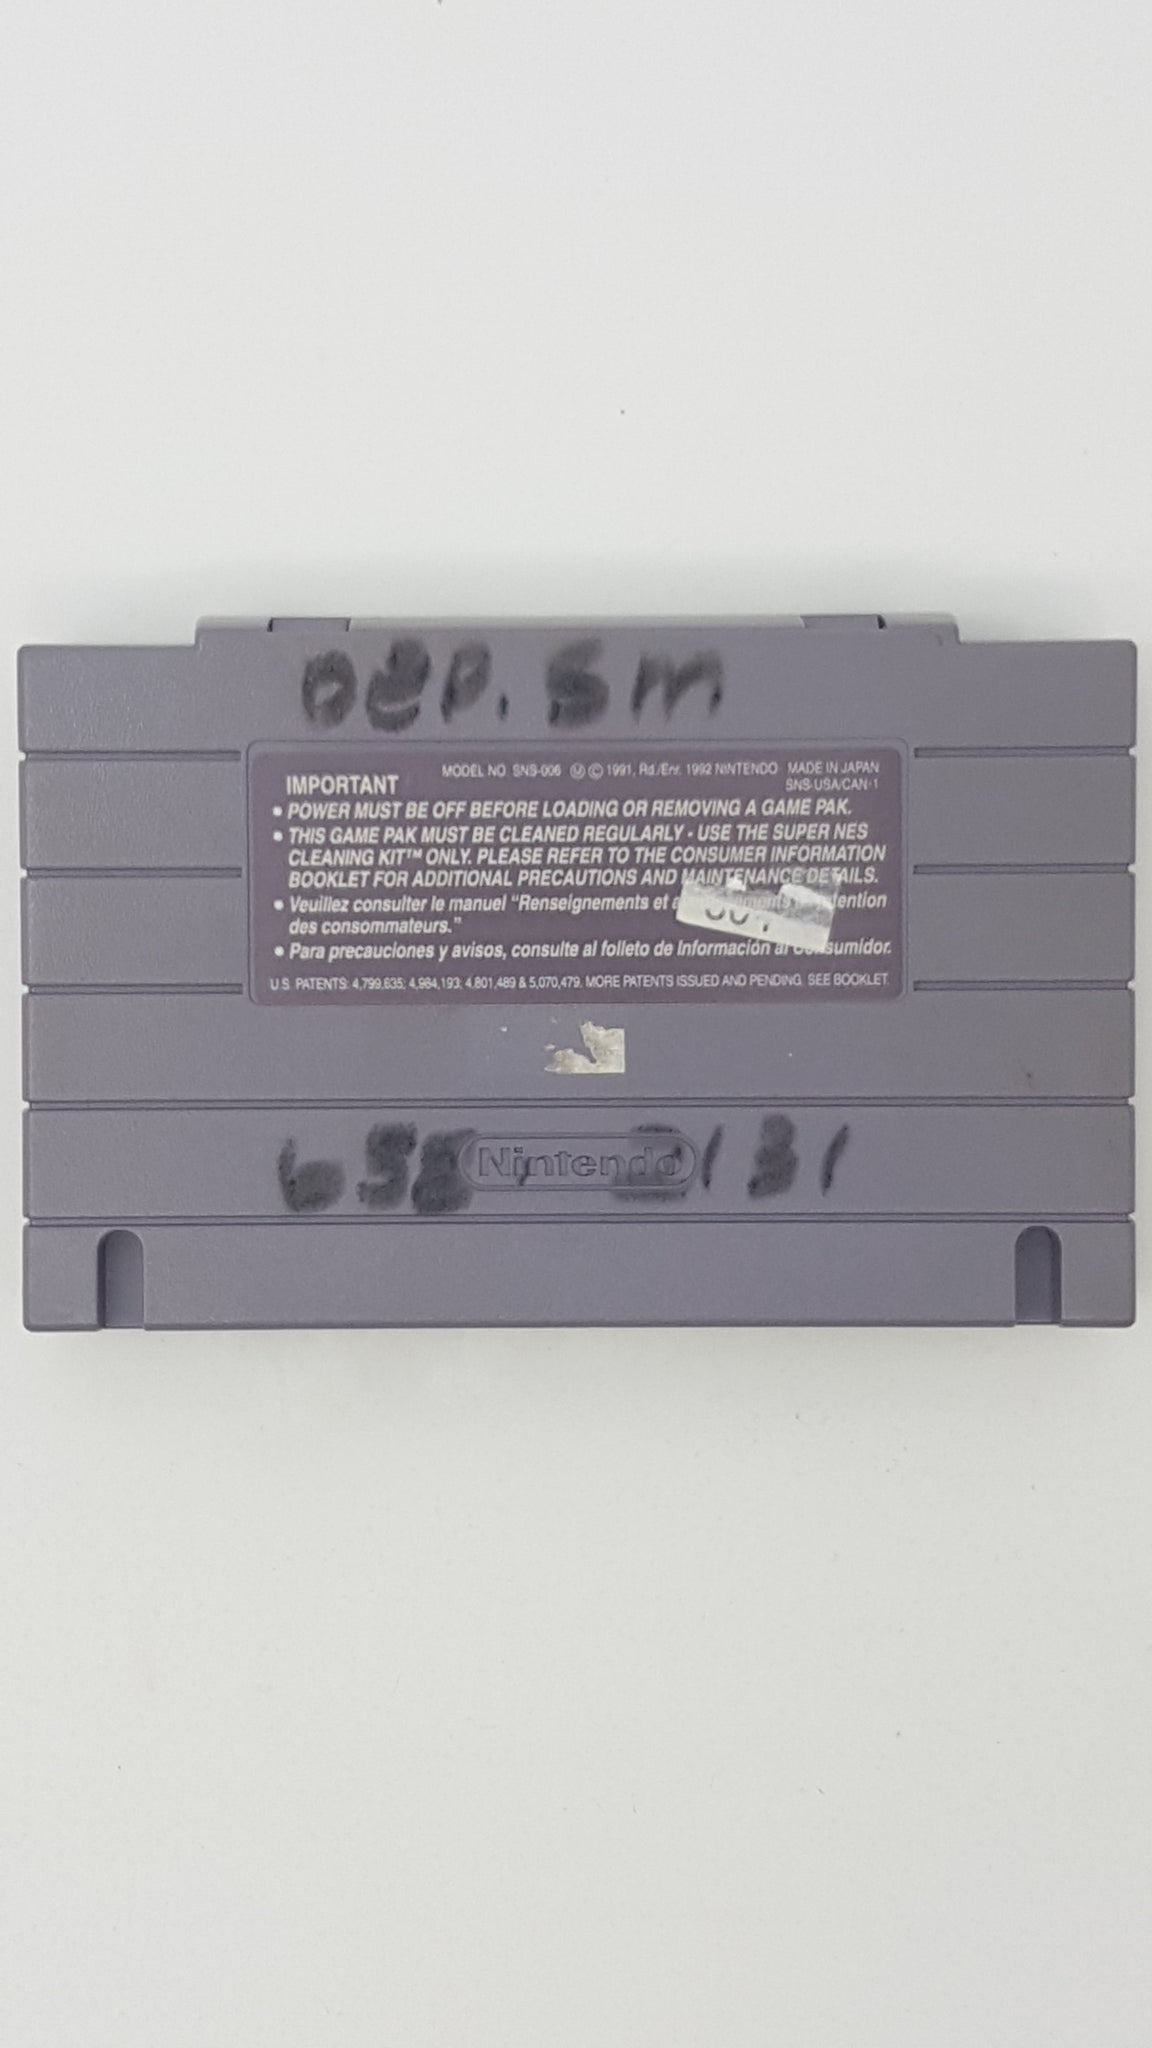 DEP. SM
MODEL NO. SNS-006 Ⓜ © 1991, Rd./Enr. 1992 NINTENDO MADE IN JAPAN
IMPORTANT SNS-USA/CAN-1
• POWER MUST BE OFF BEFORE LOADING OR REMOVING A GAME PAK.
• THIS GAME PAK MUST BE CLEANED REGULARLY - USE THE SUPER NES
CLEANING KIT™ ONLY. PLEASE REFER TO THE CONSUMER INFORMATION
BOOKLET FOR ADDITIONAL PRECAUTIONS AND MAINTENANCE DETAILS.
• Veuillez consulter le manuel “Renseignements et
des consommateurs.”
• Para precauciones y avisos, consulte al folleto de Información al
U.S. PATENTS: 4,799,635; 4,984,193; 4,801,489 & 5,070,479. MORE PATENTS ISSUED AND PENDING. SEE BOOKLET.
Nintendo